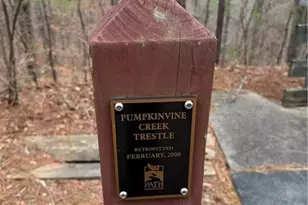 PUMPKINVINE
CREEK
TRESTLE
RETROFITTED
FEBRUARY, 2000
PATH